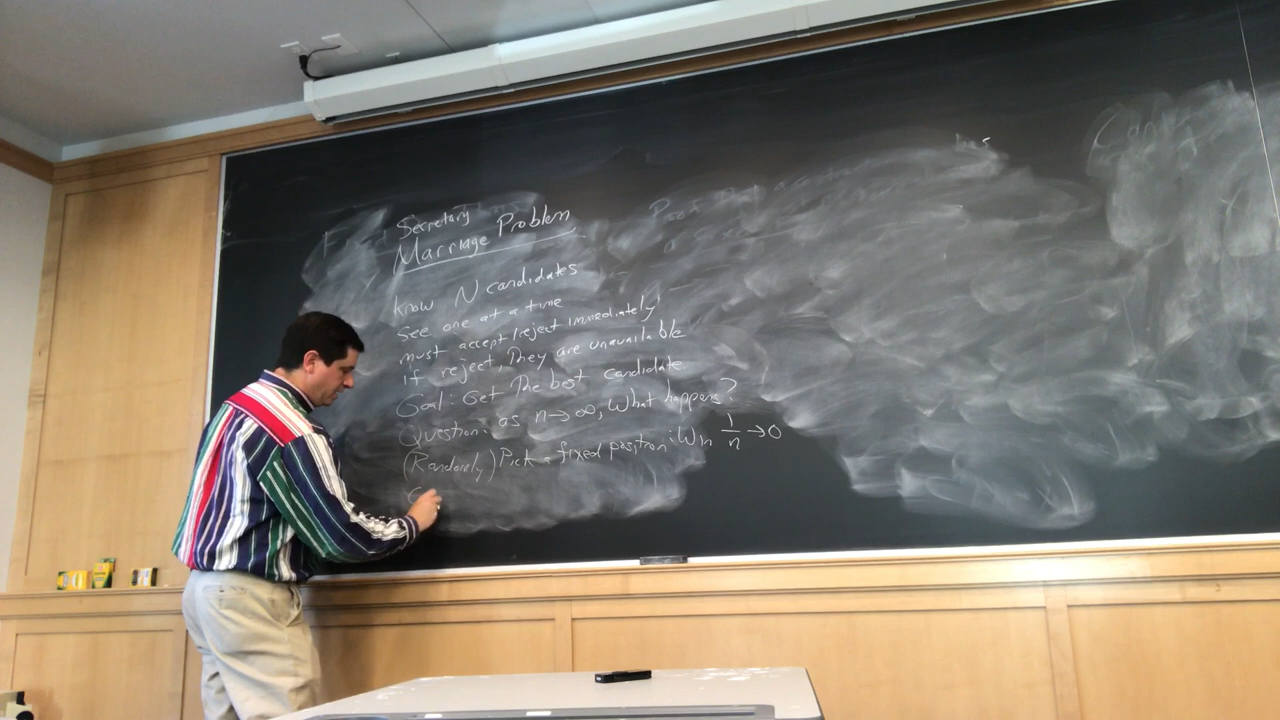 Secretary
Marriage Problem
know N candidates
see one at a time
must accept/reject immediately
if reject, they are unavailable
Goal: Get the best candidate
Question: as n→∞, what happens?
(Randomly) Pick a fixed position: Win 1/n →0